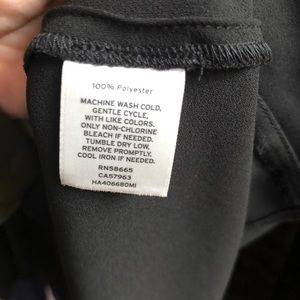 100% Polyester
MACHINE WASH COLD,
GENTLE CYCLE,
WITH LIKE COLORS.
ONLY NON-CHLORINE
BLEACH IF NEEDED.
TUMBLE DRY LOW,
REMOVE PROMPTLY.
COOL IRON IF NEEDED.
RN58665
CA57963
HA406680MI